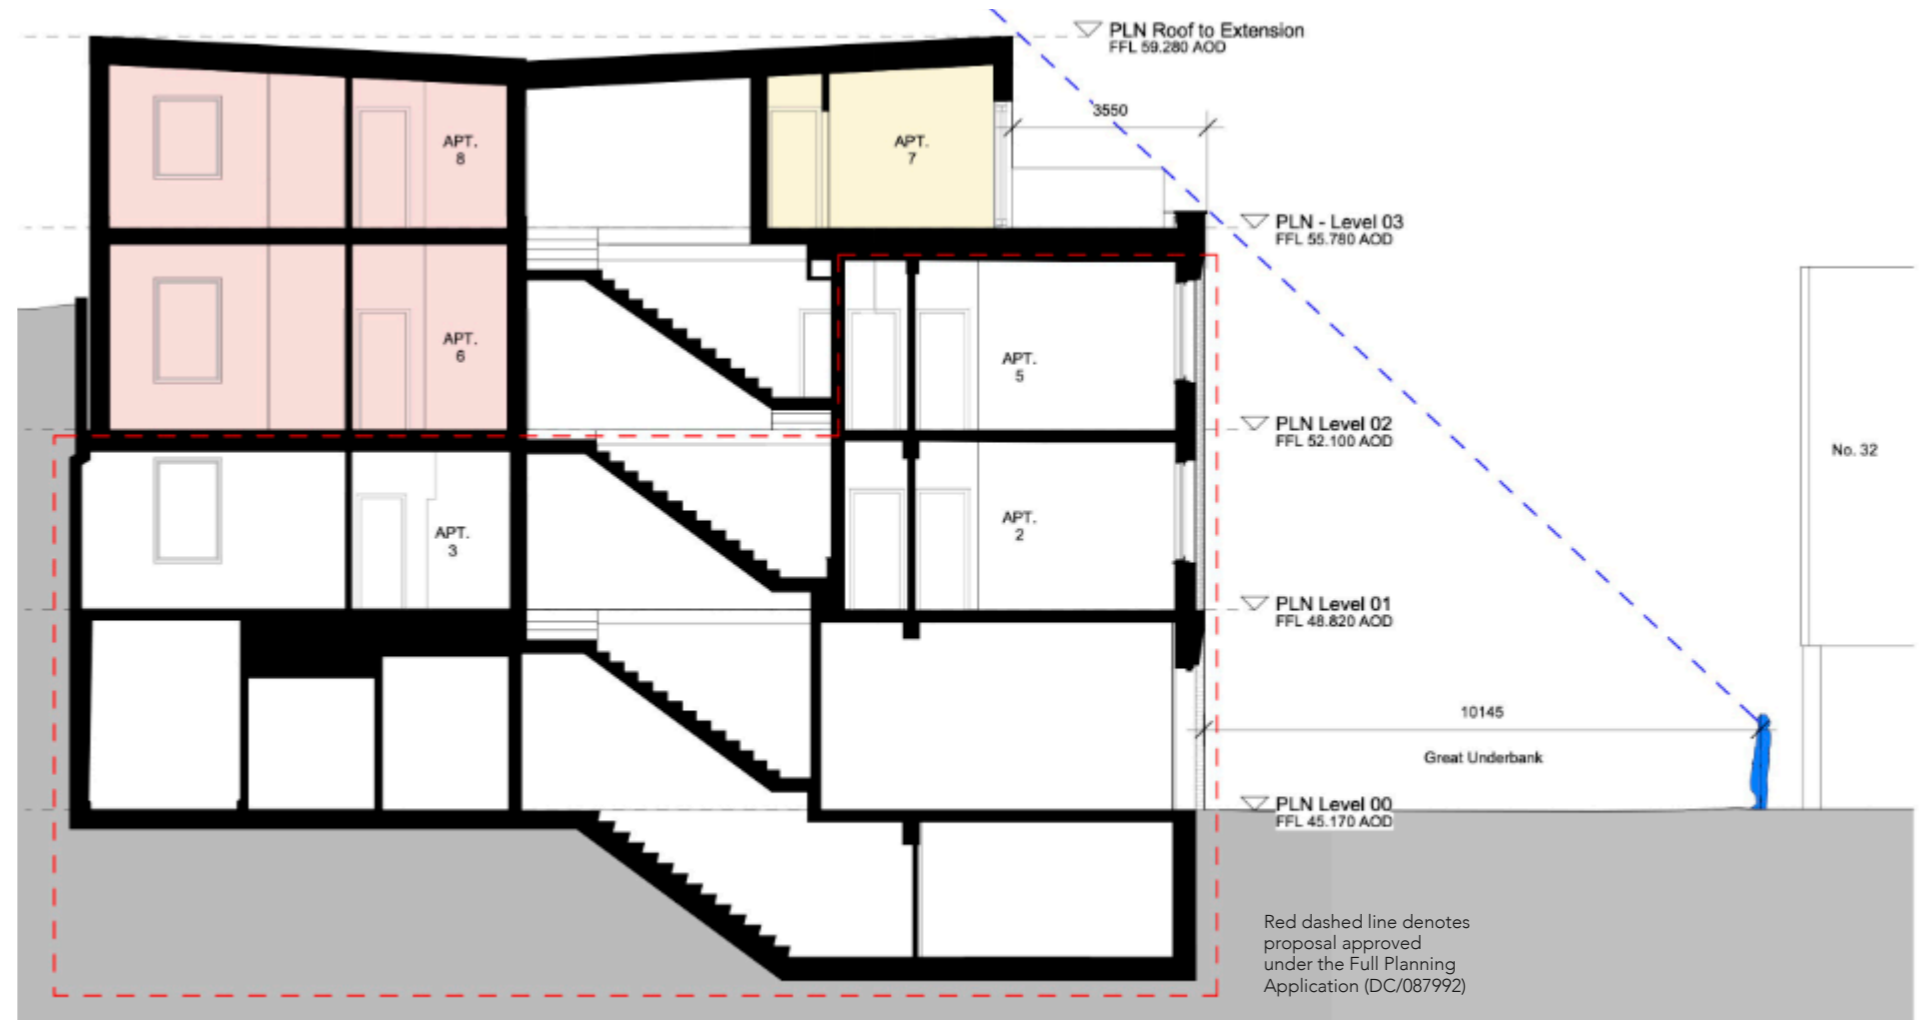 PLN Roof to Extension
FFL 59.280 AOD
3550
APT.
8
APT.
7
PLN - Level 03
FFL 55.780 AOD
APT.
6
APT.
5
PLN Level 02
FFL 52.100 AOD
No. 32
APT.
3
APT.
2
PLN Level 01
FFL 48.820 AOD
10145
Great Underbank
PLN Level 00
FFL 45.170 AOD
Red dashed line denotes
proposal approved
under the Full Planning
Application (DC/087992)